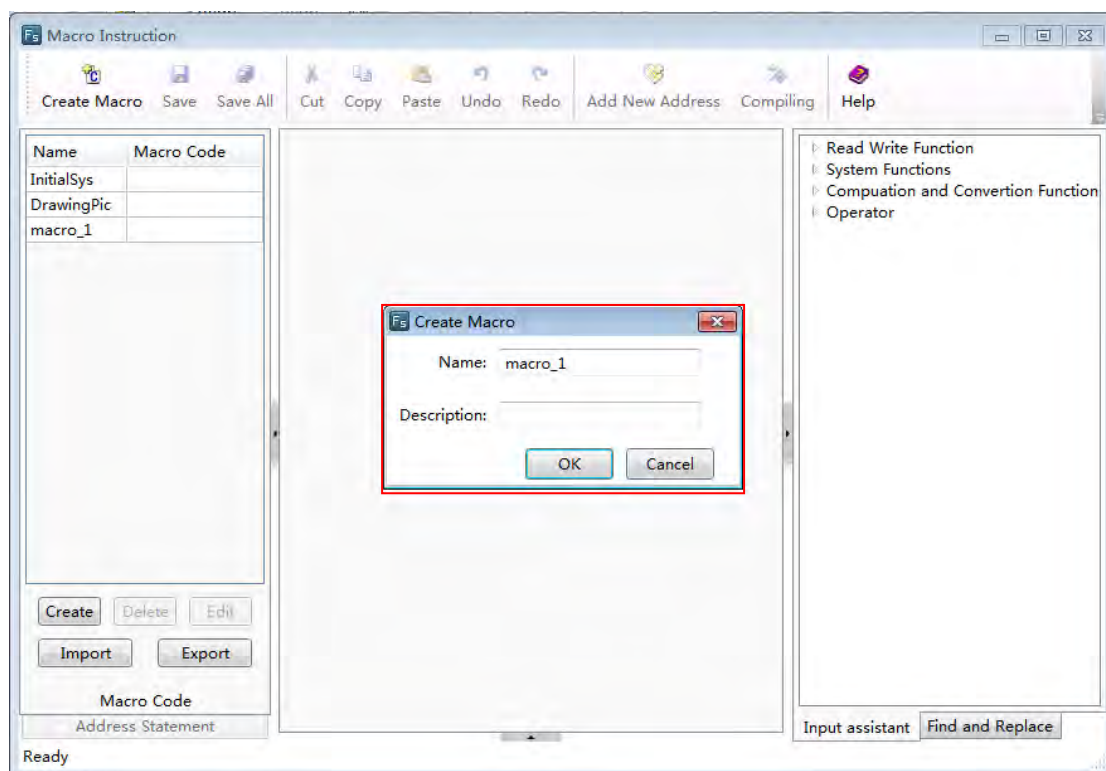 Fs Macro Instruction
Create Macro Save Save All Cut Copy Paste Undo Redo Add New Address Compiling Help
Name Macro Code
InitialSys
DrawingPic
macro_1
Read Write Function
System Functions
Compuation and Convertion Function
Operator
Fs Create Macro
Name: macro_1
Description:
OK Cancel
Create Delete Edit
Import Export
Macro Code
Address Statement
Input assistant Find and Replace
Ready